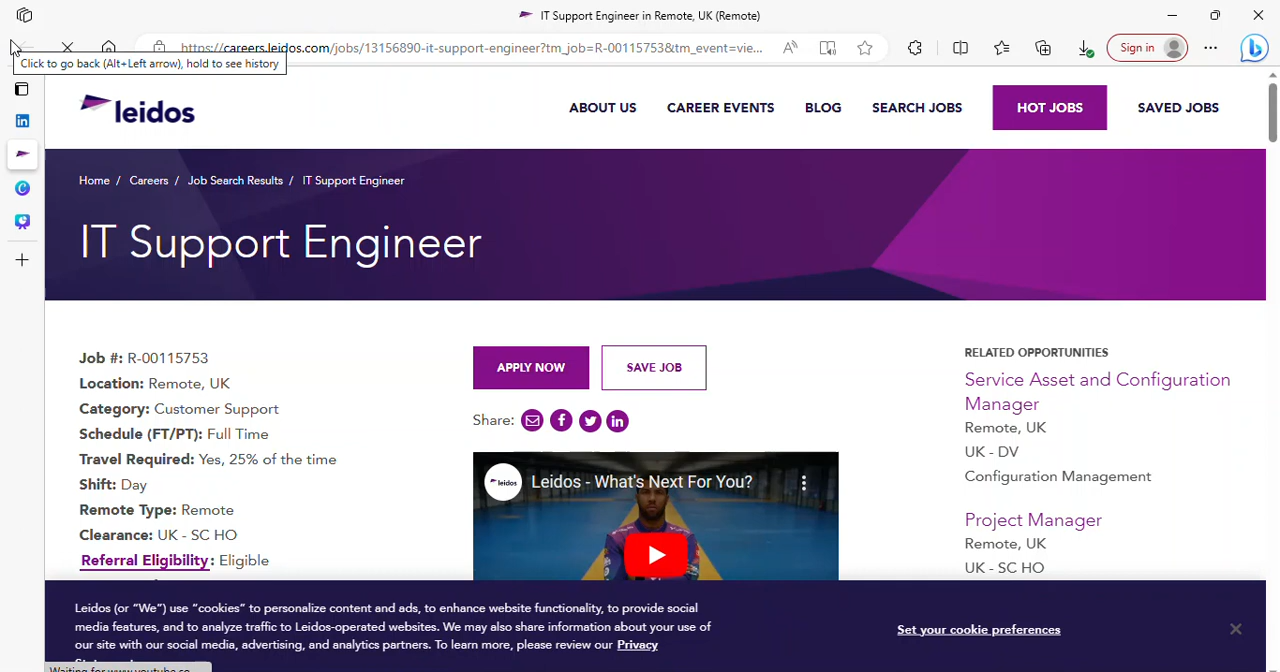 IT Support Engineer in Remote, UK (Remote)
https://careers.leidos.com/jobs/13156890-it-support-engineer?tm_job=R-00115753&tm_event=vie...
Sign in
Click to go back (Alt+Left arrow), hold to see history
leidos
ABOUT US
CAREER EVENTS
BLOG
SEARCH JOBS
HOT JOBS
SAVED JOBS
Home / Careers / Job Search Results / IT Support Engineer
IT Support Engineer
Job #: R-00115753
Location: Remote, UK
Category: Customer Support
Schedule (FT/PT): Full Time
Travel Required: Yes, 25% of the time
Shift: Day
Remote Type: Remote
Clearance: UK - SC HO
Referral Eligibility: Eligible
APPLY NOW
SAVE JOB
Share:
leidos
Leidos - What's Next For You?
RELATED OPPORTUNITIES
Service Asset and Configuration
Manager
Remote, UK
UK - DV
Configuration Management
Project Manager
Remote, UK
UK - SC HO
Leidos (or “We”) use “cookies” to personalize content and ads, to enhance website functionality, to provide social
media features, and to analyze traffic to Leidos-operated websites. We may also share information about your use of
our site with our social media, advertising, and analytics partners. To learn more, please review our Privacy
Set your cookie preferences
Waiting for www.youtube.co...